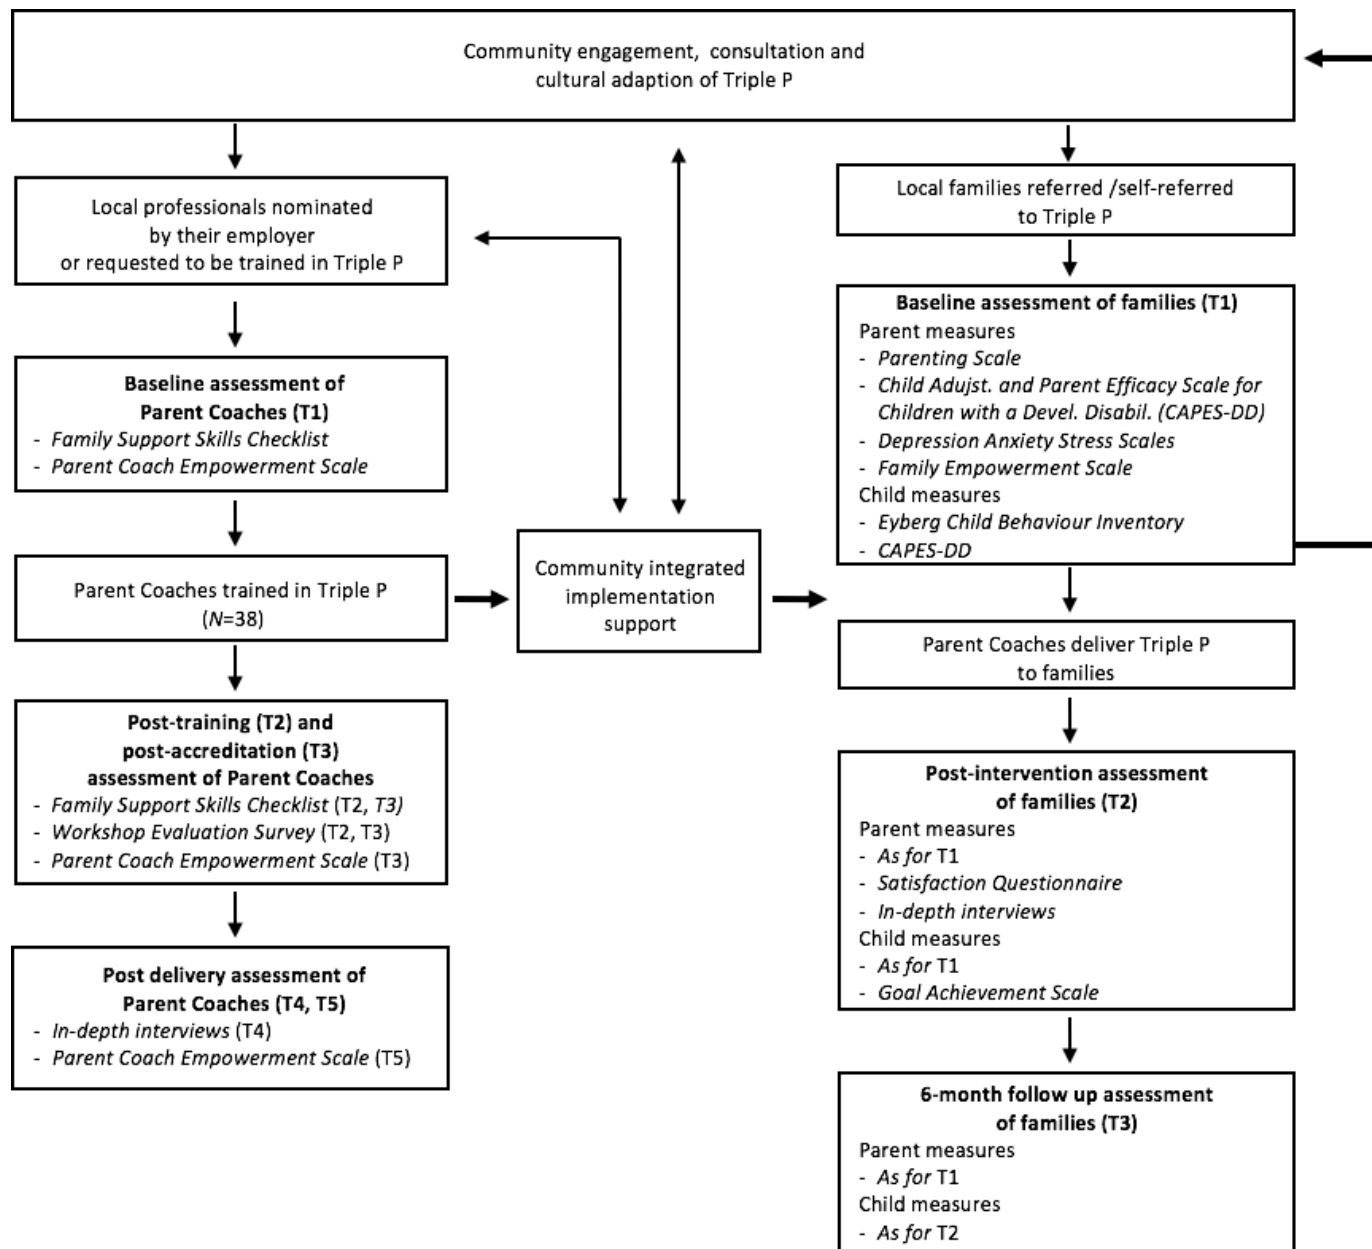 Community engagement,  consultation and
cultural adaption of Triple P
Local professionals nominated
by their employer
or requested to be trained in Triple P
Baseline assessment of
Parent Coaches (T1)
- Family Support Skills Checklist
- Parent Coach Empowerment Scale
Parent Coaches trained in Triple P
(N=38)
Post-training (T2) and
post-accreditation (T3)
assessment of Parent Coaches
- Family Support Skills Checklist (T2, T3)
- Workshop Evaluation Survey (T2, T3)
- Parent Coach Empowerment Scale (T3)
Post delivery assessment of
Parent Coaches (T4, T5)
- In-depth interviews (T4)
- Parent Coach Empowerment Scale (T5)
Community integrated
implementation
support
Local families referred /self-referred
to Triple P
Baseline assessment of families (T1)
Parent measures
- Parenting Scale
- Child Adujst. and Parent Efficacy Scale for
Children with a Devel. Disabil. (CAPES-DD)
- Depression Anxiety Stress Scales
- Family Empowerment Scale
Child measures
- Eyberg Child Behaviour Inventory
- CAPES-DD
Parent Coaches deliver Triple P
to families
Post-intervention assessment
of families (T2)
Parent measures
- As for T1
- Satisfaction Questionnaire
- In-depth interviews
Child measures
- As for T1
- Goal Achievement Scale
6-month follow up assessment
of families (T3)
Parent measures
- As for T1
Child measures
- As for T2